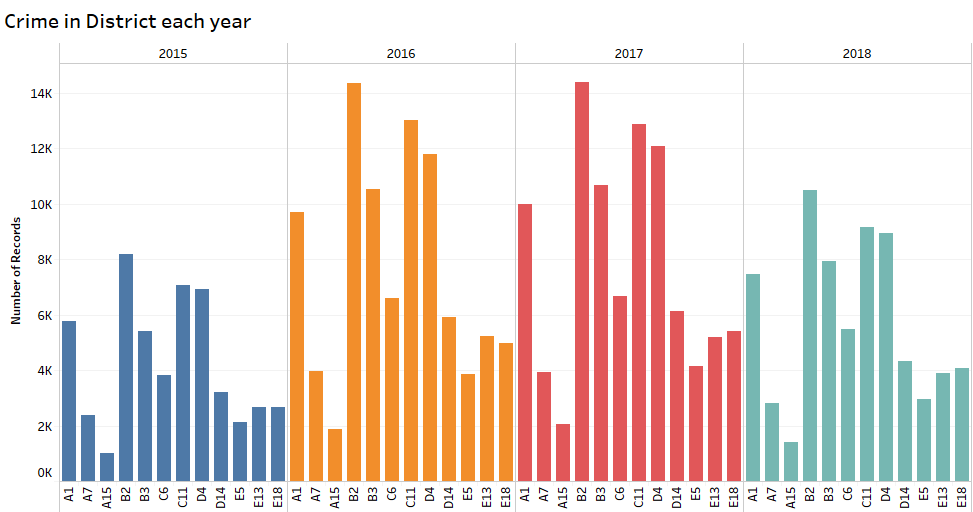 Crime in District each year
2015 2016 2017 2018
14K
12K
10K
8K
6K
4K
2K
0K
Number of Records
A1 A7 A15 B2 B3 C6 C11 D4 D14 E5 E13 E18 A1 A7 A15 B2 B3 C6 C11 D4 D14 E5 E13 E18 A1 A7 A15 B2 B3 C6 C11 D4 D14 E5 E13 E18 A1 A7 A15 B2 B3 C6 C11 D4 D14 E5 E13 E18